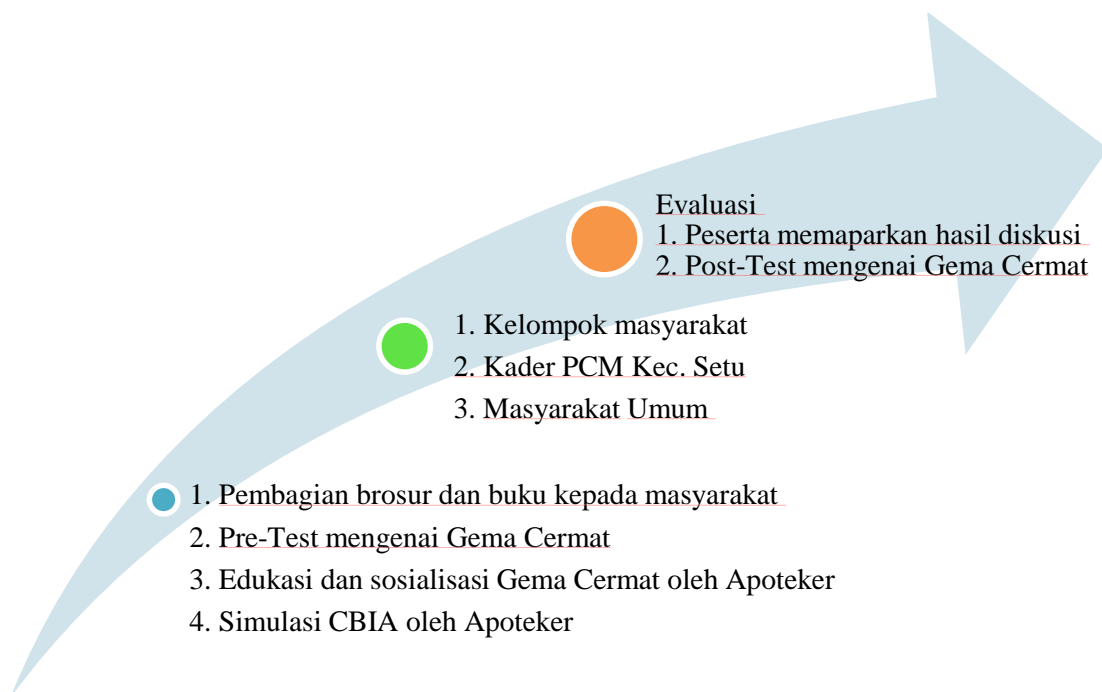 Evaluasi
1. Peserta memaparkan hasil diskusi
2. Post-Test mengenai Gema Cermat
1. Kelompok masyarakat
2. Kader PCM Kec. Setu
3. Masyarakat Umum
1. Pembagian brosur dan buku kepada masyarakat
2. Pre-Test mengenai Gema Cermat
3. Edukasi dan sosialisasi Gema Cermat oleh Apoteker
4. Simulasi CBIA oleh Apoteker